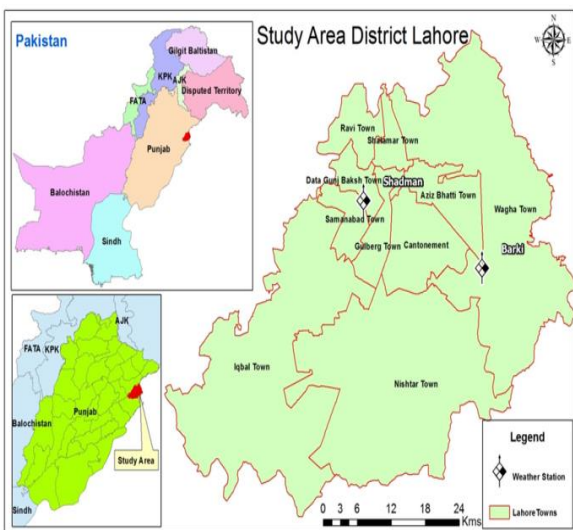 Pakistan
Gilgit Baltistan
KPK
AJK
FATA
Disputed Territory
Punjab
Balochistan
Sindh
AJK
FATA
KPK
Punjab
Balochistan
Study Area
Sindh
Study Area District Lahore
N
W
E
S
Ravi Town
Shalamar Town
Data Gunj Baksh Town
Shadman
Aziz Bhatti Town
Wagha Town
Samanabad Town
Gulberg Town
Cantonement
Barki
Iqbal Town
Nishtar Town
Legend
Weather Station
Lahore Towns
0 3 6 12 18 24
Kms